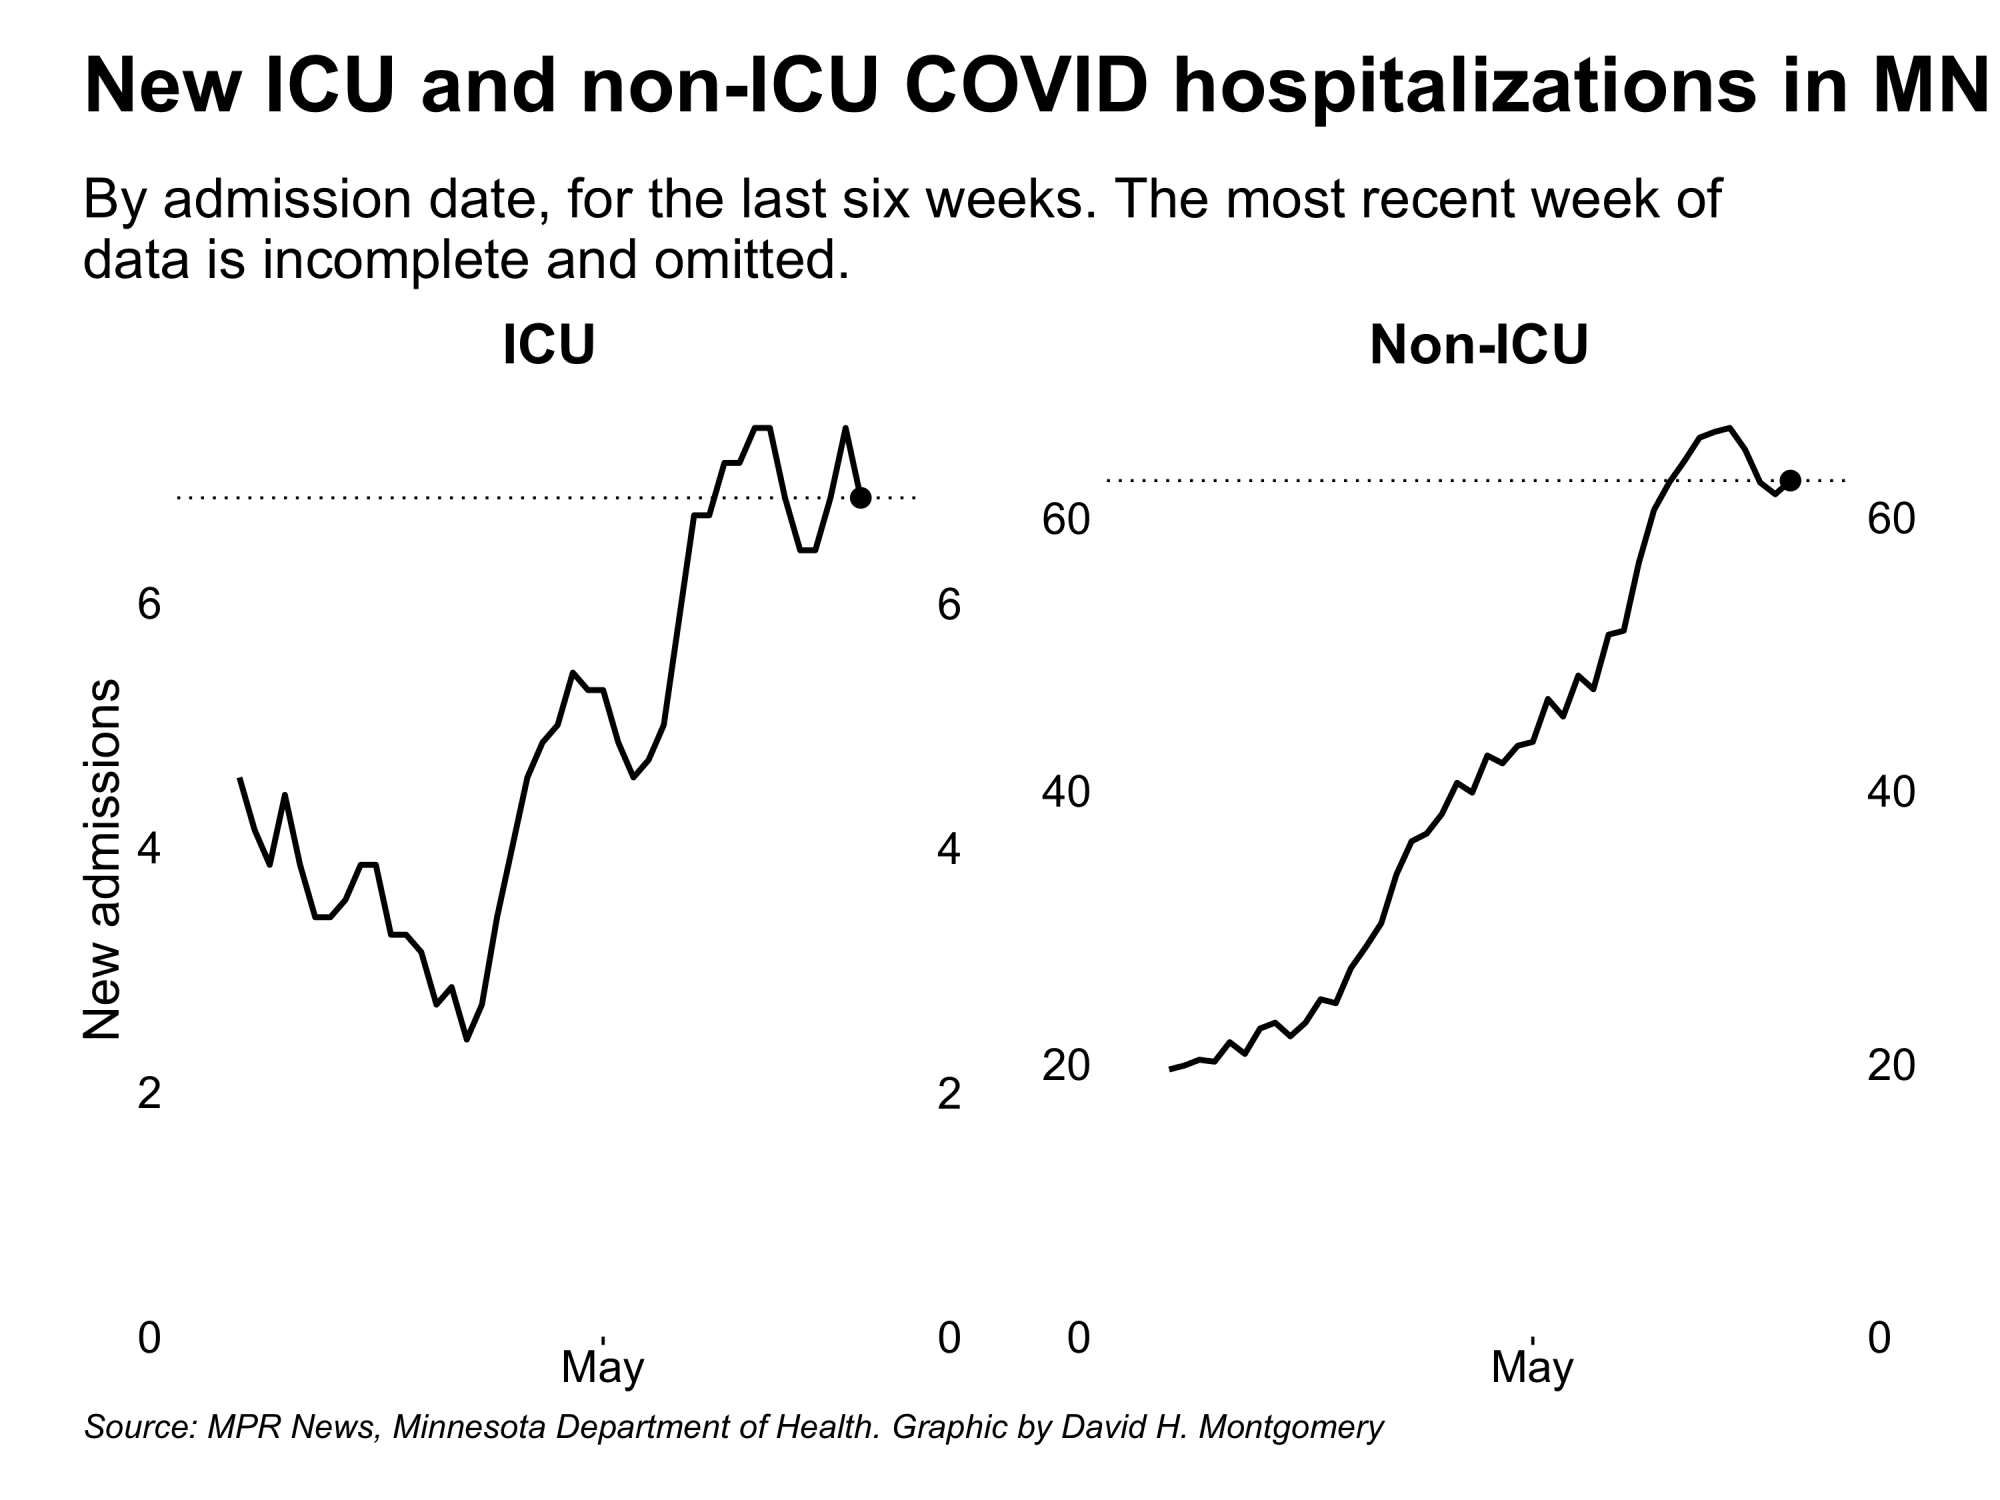 New ICU and non-ICU COVID hospitalizations in MN
By admission date, for the last six weeks. The most recent week of
data is incomplete and omitted.
ICU
Non-ICU
New admissions
6
4
2
0
6
4
2
0
60
40
20
0
60
40
20
0
May
May
Source: MPR News, Minnesota Department of Health. Graphic by David H. Montgomery